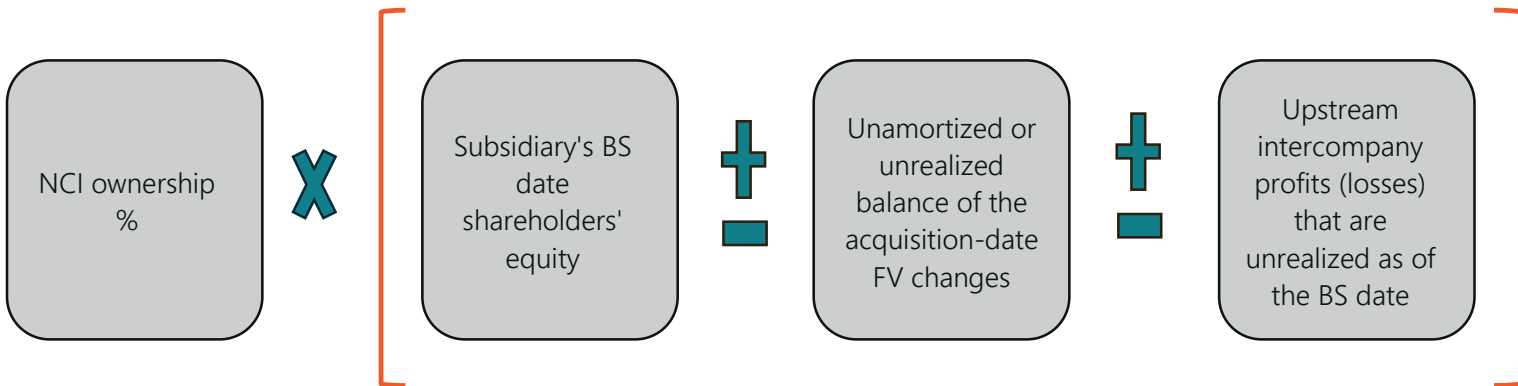 NCI ownership
%
Subsidiary's BS
date
shareholders'
equity
Unamortized or
unrealized
balance of the
acquisition-date
FV changes
Upstream
intercompany
profits (losses)
that are
unrealized as of
the BS date